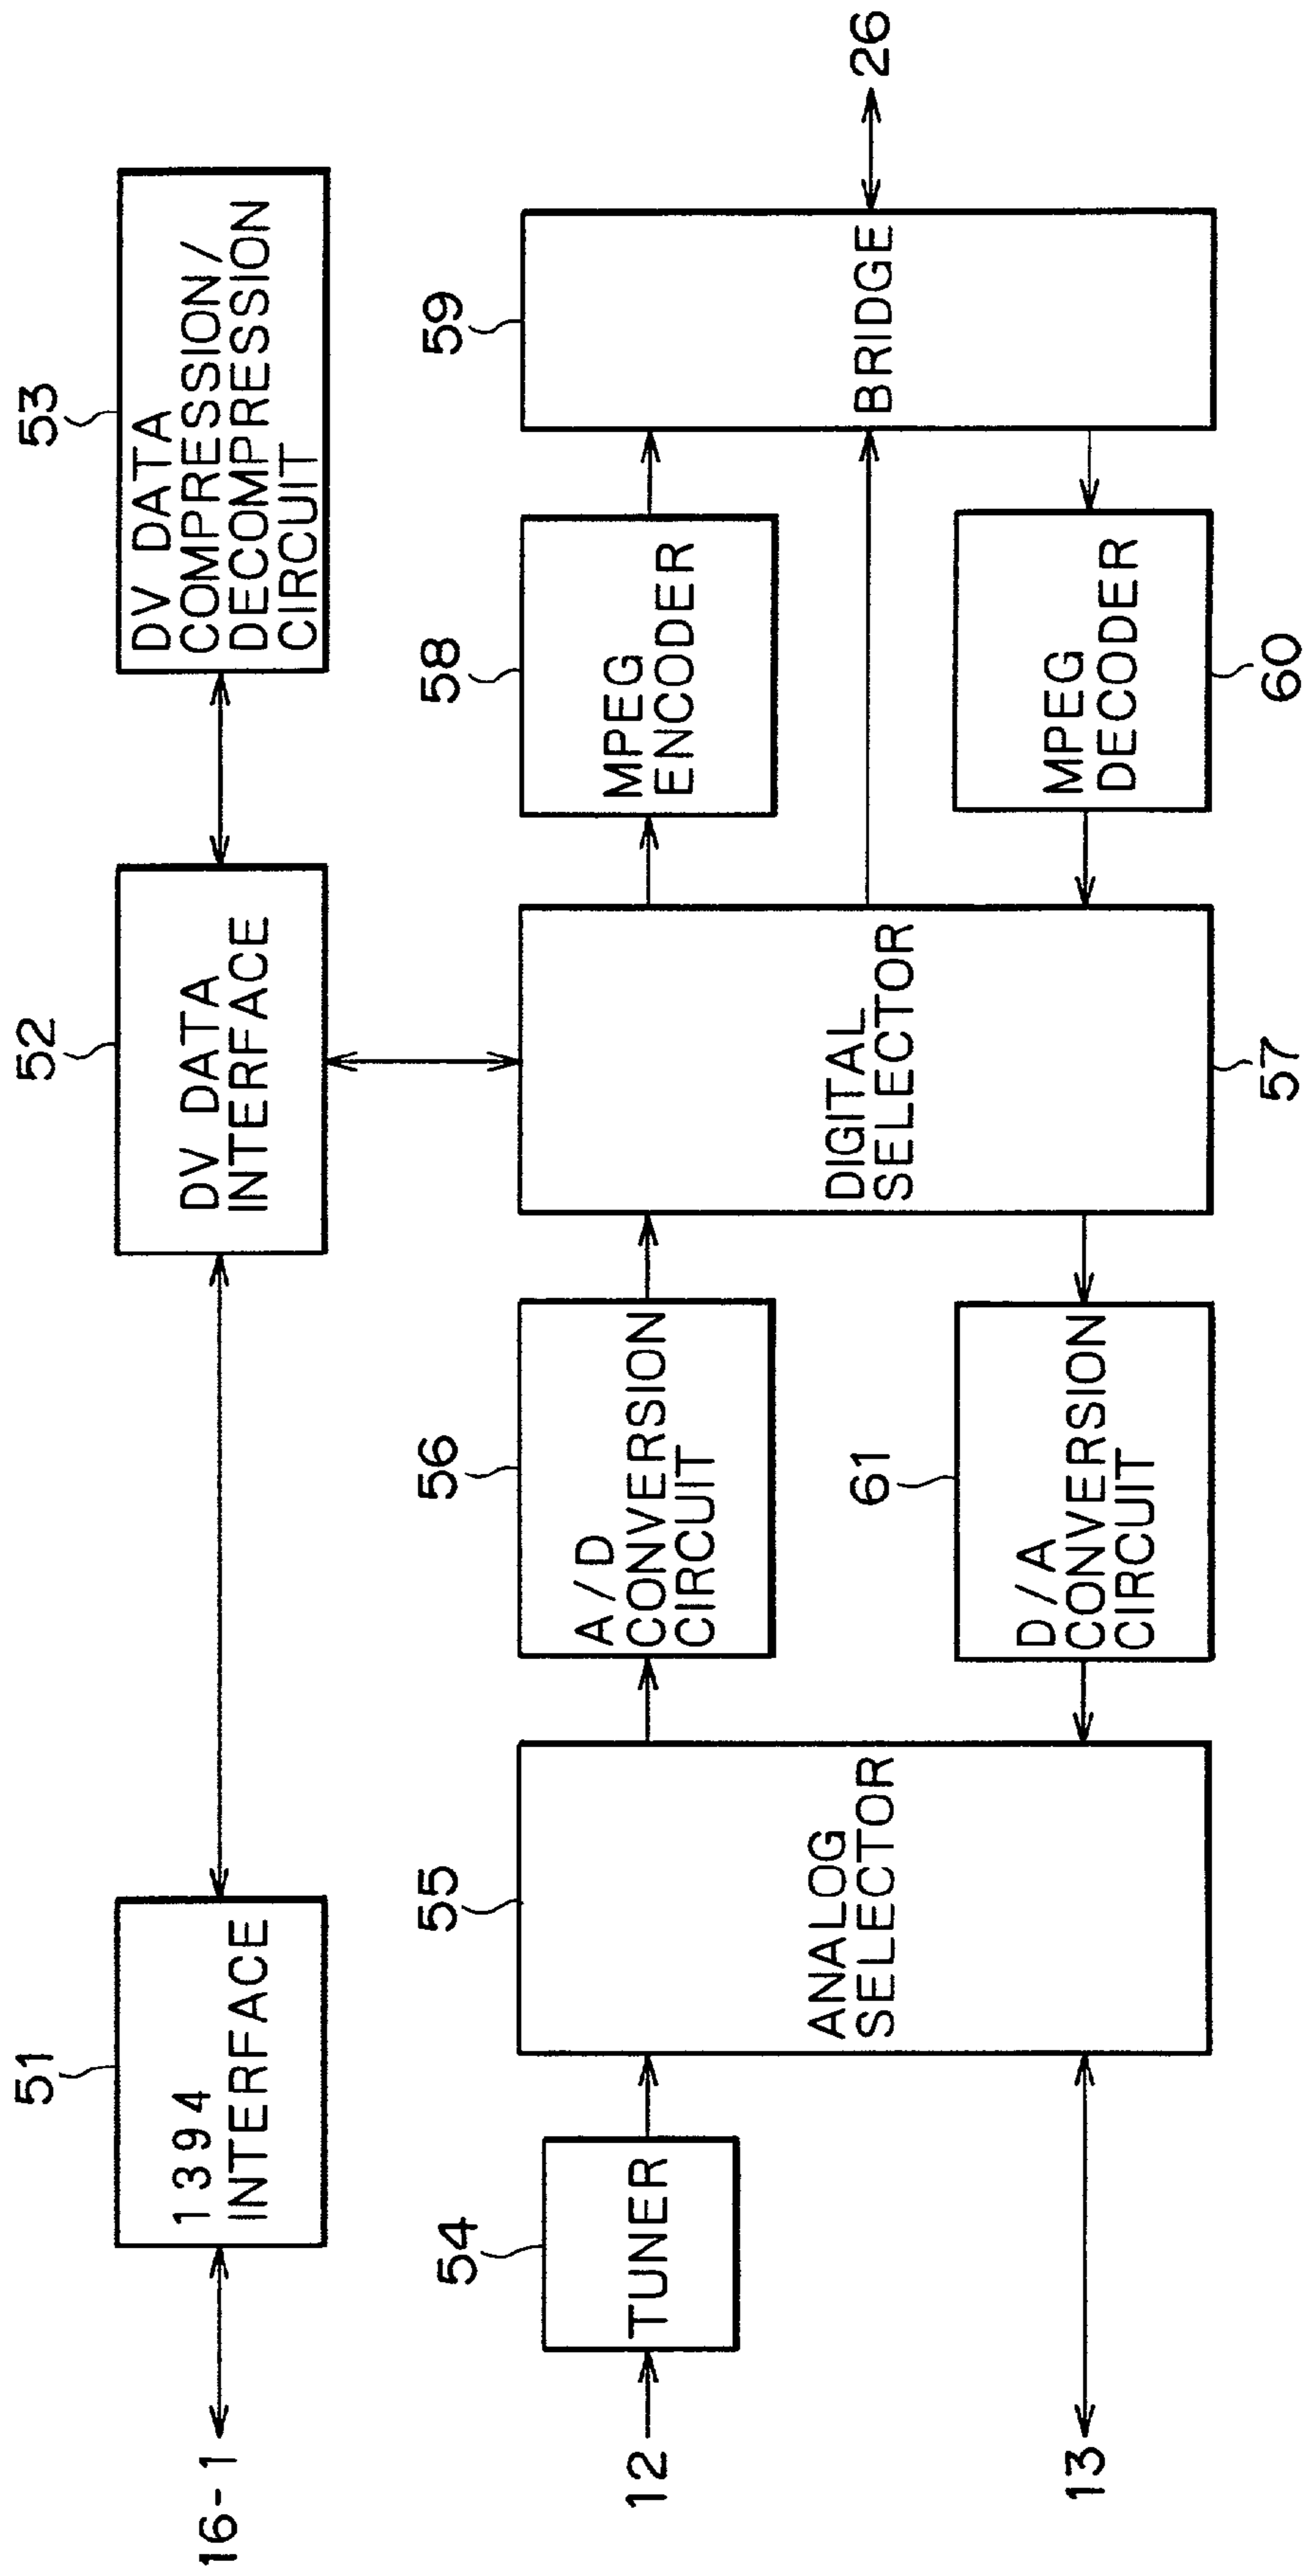 16-1
51
1394
INTERFACE
52
DV DATA
INTERFACE
53
DV DATA
COMPRESSION/
DECOMPRESSION
CIRCUIT
12
54
TUNER
13
55
ANALOG
SELECTOR
56
A/D
CONVERSION
CIRCUIT
61
D/A
CONVERSION
CIRCUIT
DIGITAL
SELECTOR
57
58
MPEG
ENCODER
MPEG
DECODER
60
59
BRIDGE
26